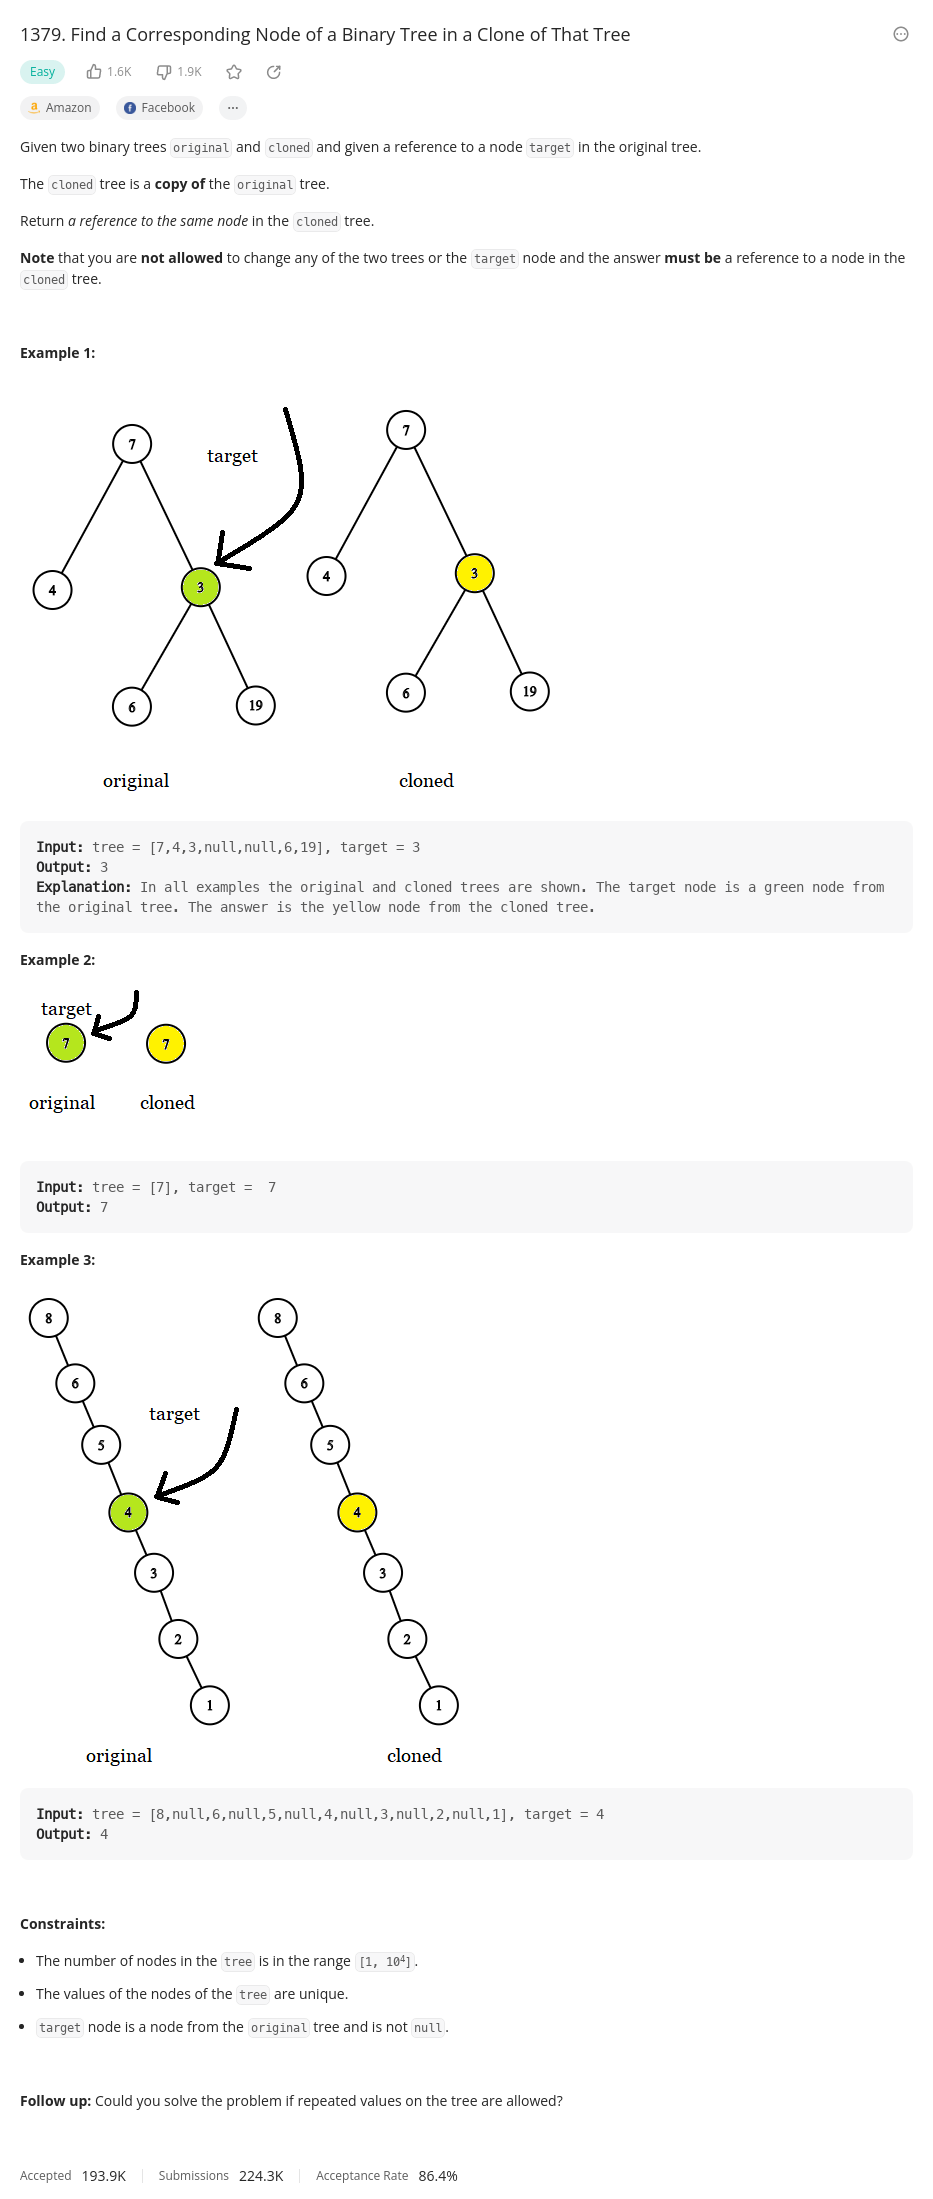 1379. Find a Corresponding Node of a Binary Tree in a Clone of That Tree
Easy 1.6K 1.9K
a Amazon f Facebook ...
Given two binary trees original and cloned and given a reference to a node target in the original tree.
The cloned tree is a copy of the original tree.
Return a reference to the same node in the cloned tree.
Note that you are not allowed to change any of the two trees or the target node and the answer must be a reference to a node in the
cloned tree.
Example 1:
7 target 7
4 3 4 3
6 19 6 19
original cloned
Input: tree = [7,4,3,null,null,6,19], target = 3
Output: 3
Explanation: In all examples the original and cloned trees are shown. The target node is a green node from
the original tree. The answer is the yellow node from the cloned tree.
Example 2:
target
7 7
original cloned
Input: tree = [7], target =  7
Output: 7
Example 3:
8 8
6 6
target
5 5
4 4
3 3
2 2
1 1
original cloned
Input: tree = [8,null,6,null,5,null,4,null,3,null,2,null,1], target = 4
Output: 4
Constraints:
• The number of nodes in the tree is in the range [1, 10⁴].
• The values of the nodes of the tree are unique.
• target node is a node from the original tree and is not null.
Follow up: Could you solve the problem if repeated values on the tree are allowed?
Accepted 193.9K Submissions 224.3K Acceptance Rate 86.4%